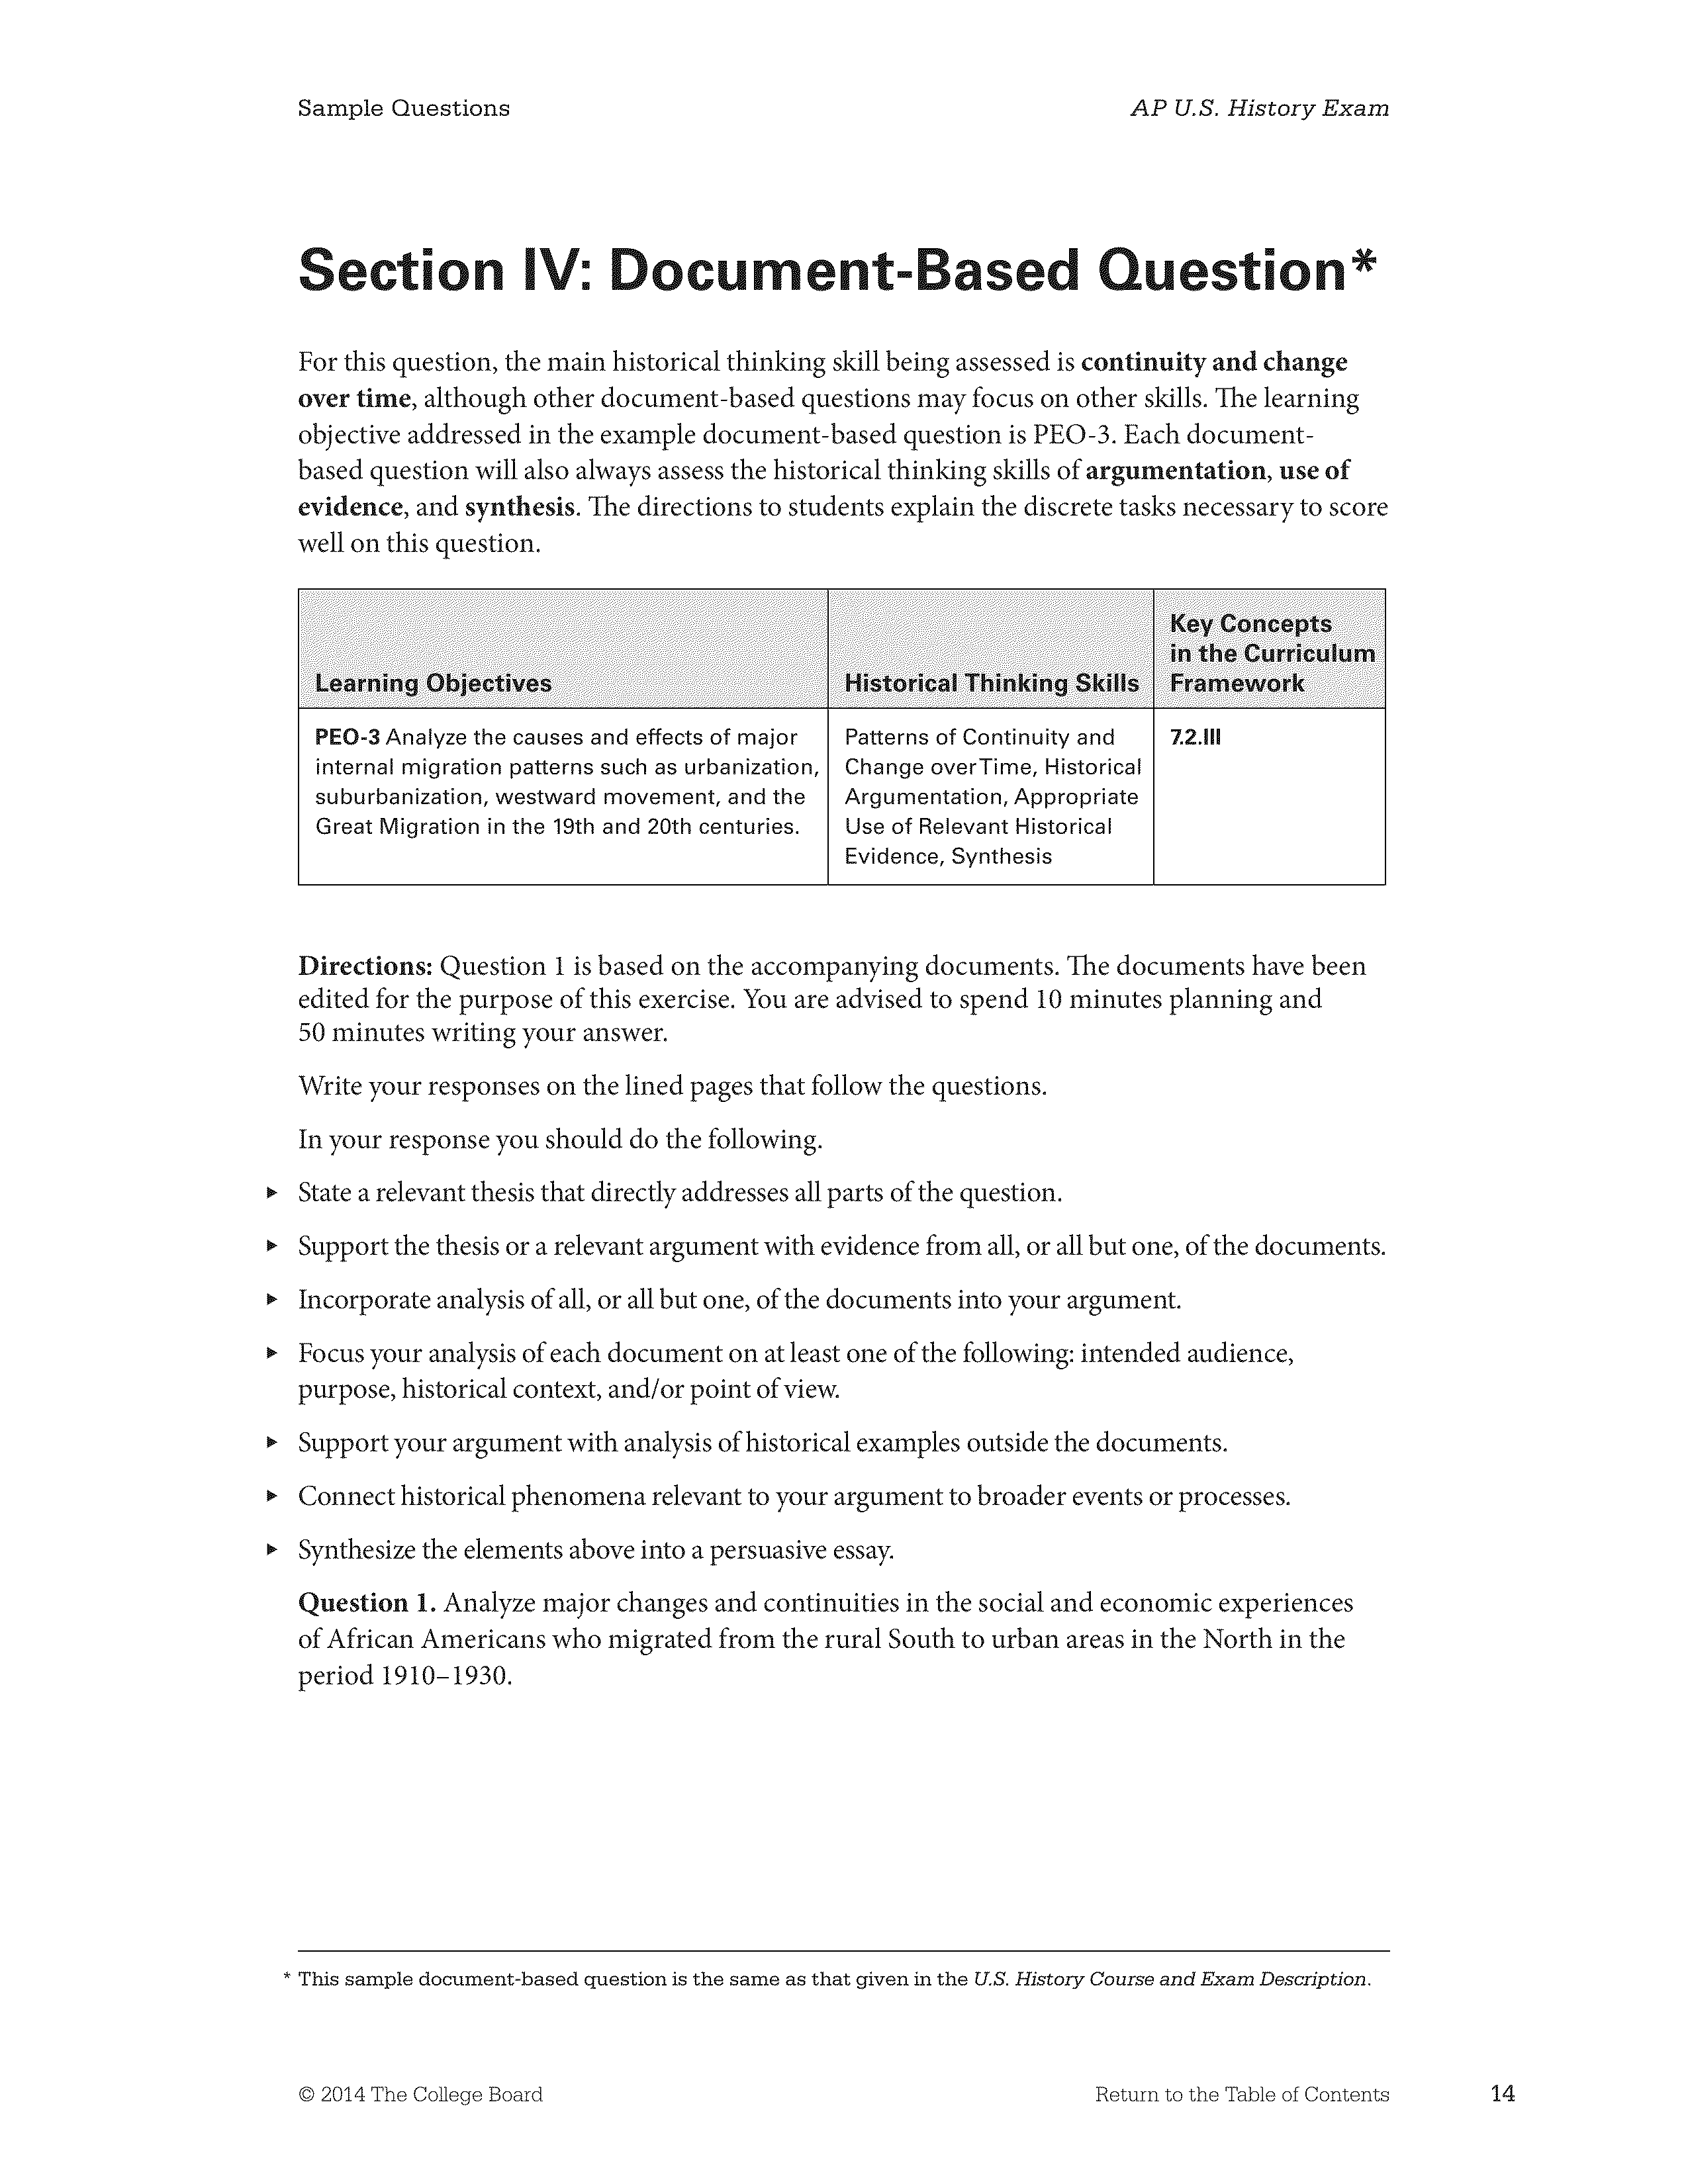 Sample Questions
AP U.S. History Exam
Section IV: Document-Based Question*
For this question, the main historical thinking skill being assessed is continuity and change
over time, although other document-based questions may focus on other skills. The learning
objective addressed in the example document-based question is PEO-3. Each document-
based question will also always assess the historical thinking skills of argumentation, use of
evidence, and synthesis. The directions to students explain the discrete tasks necessary to score
well on this question.
Learning Objectives
Historical Thinking Skills
Key Concepts
in the Curriculum
Framework
PEO-3 Analyze the causes and effects of major
internal migration patterns such as urbanization,
suburbanization, westward movement, and the
Great Migration in the 19th and 20th centuries.
Patterns of Continuity and
Change over Time, Historical
Argumentation, Appropriate
Use of Relevant Historical
Evidence, Synthesis
7.2.III
Directions: Question 1 is based on the accompanying documents. The documents have been
edited for the purpose of this exercise. You are advised to spend 10 minutes planning and
50 minutes writing your answer.
Write your responses on the lined pages that follow the questions.
In your response you should do the following.
▶ State a relevant thesis that directly addresses all parts of the question.
▶ Support the thesis or a relevant argument with evidence from all, or all but one, of the documents.
▶ Incorporate analysis of all, or all but one, of the documents into your argument.
▶ Focus your analysis of each document on at least one of the following: intended audience,
purpose, historical context, and/or point of view.
▶ Support your argument with analysis of historical examples outside the documents.
▶ Connect historical phenomena relevant to your argument to broader events or processes.
▶ Synthesize the elements above into a persuasive essay.
Question 1. Analyze major changes and continuities in the social and economic experiences
of African Americans who migrated from the rural South to urban areas in the North in the
period 1910–1930.
* This sample document-based question is the same as that given in the U.S. History Course and Exam Description.
© 2014 The College Board
Return to the Table of Contents
14